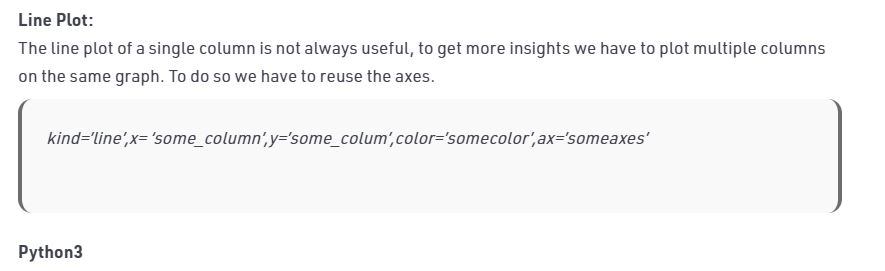 Line Plot:
The line plot of a single column is not always useful, to get more insights we have to plot multiple columns
on the same graph. To do so we have to reuse the axes.
kind=’line’,x= ‘some_column’,y=’some_colum’,color=’somecolor’,ax=’someaxes’
Python3